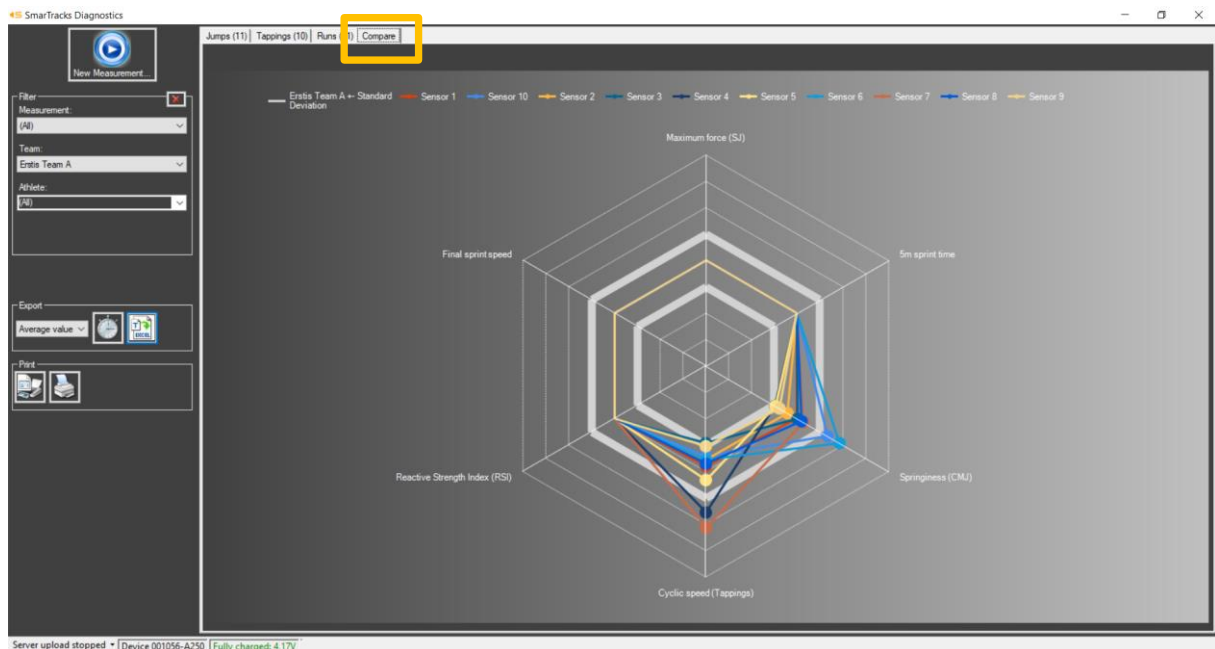 SmarTracks Diagnostics
New Measurement...
Jumps (11) Tappings (10) Runs ( 1) Compare
Filter
Measurement:
(All)
Team:
Erstis Team A
Athlete:
(All)
Export
Average value
EXCEL
Print
Erstis Team A +- Standard Deviation
Sensor 1
Sensor 10
Sensor 2
Sensor 3
Sensor 4
Sensor 5
Sensor 6
Sensor 7
Sensor 8
Sensor 9
Maximum force (SJ)
Final sprint speed
5m sprint time
Reactive Strength Index (RSI)
Springiness (CMJ)
Cyclic speed (Tappings)
Server upload stopped Device 001056-A250 Fully charged: 4.17V